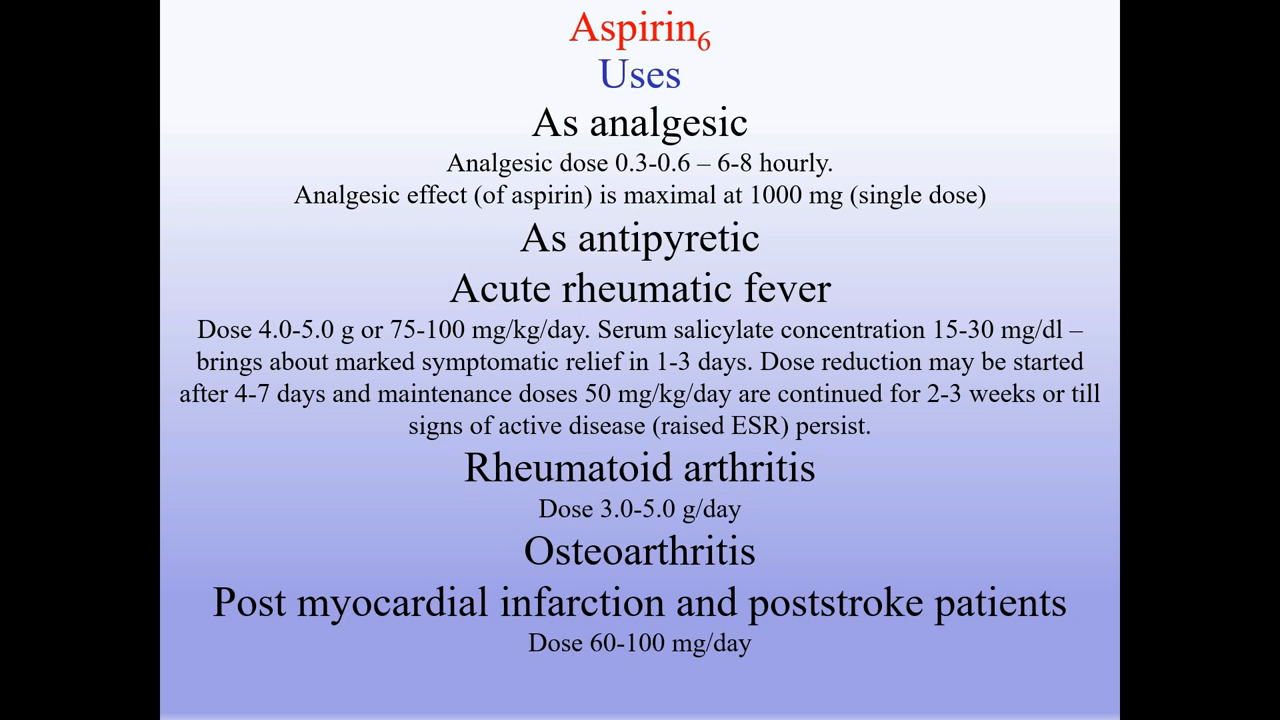 Aspirin6
Uses
As analgesic
Analgesic dose 0.3-0.6 – 6-8 hourly.
Analgesic effect (of aspirin) is maximal at 1000 mg (single dose)
As antipyretic
Acute rheumatic fever
Dose 4.0-5.0 g or 75-100 mg/kg/day. Serum salicylate concentration 15-30 mg/dl –
brings about marked symptomatic relief in 1-3 days. Dose reduction may be started
after 4-7 days and maintenance doses 50 mg/kg/day are continued for 2-3 weeks or till
signs of active disease (raised ESR) persist.
Rheumatoid arthritis
Dose 3.0-5.0 g/day
Osteoarthritis
Post myocardial infarction and poststroke patients
Dose 60-100 mg/day